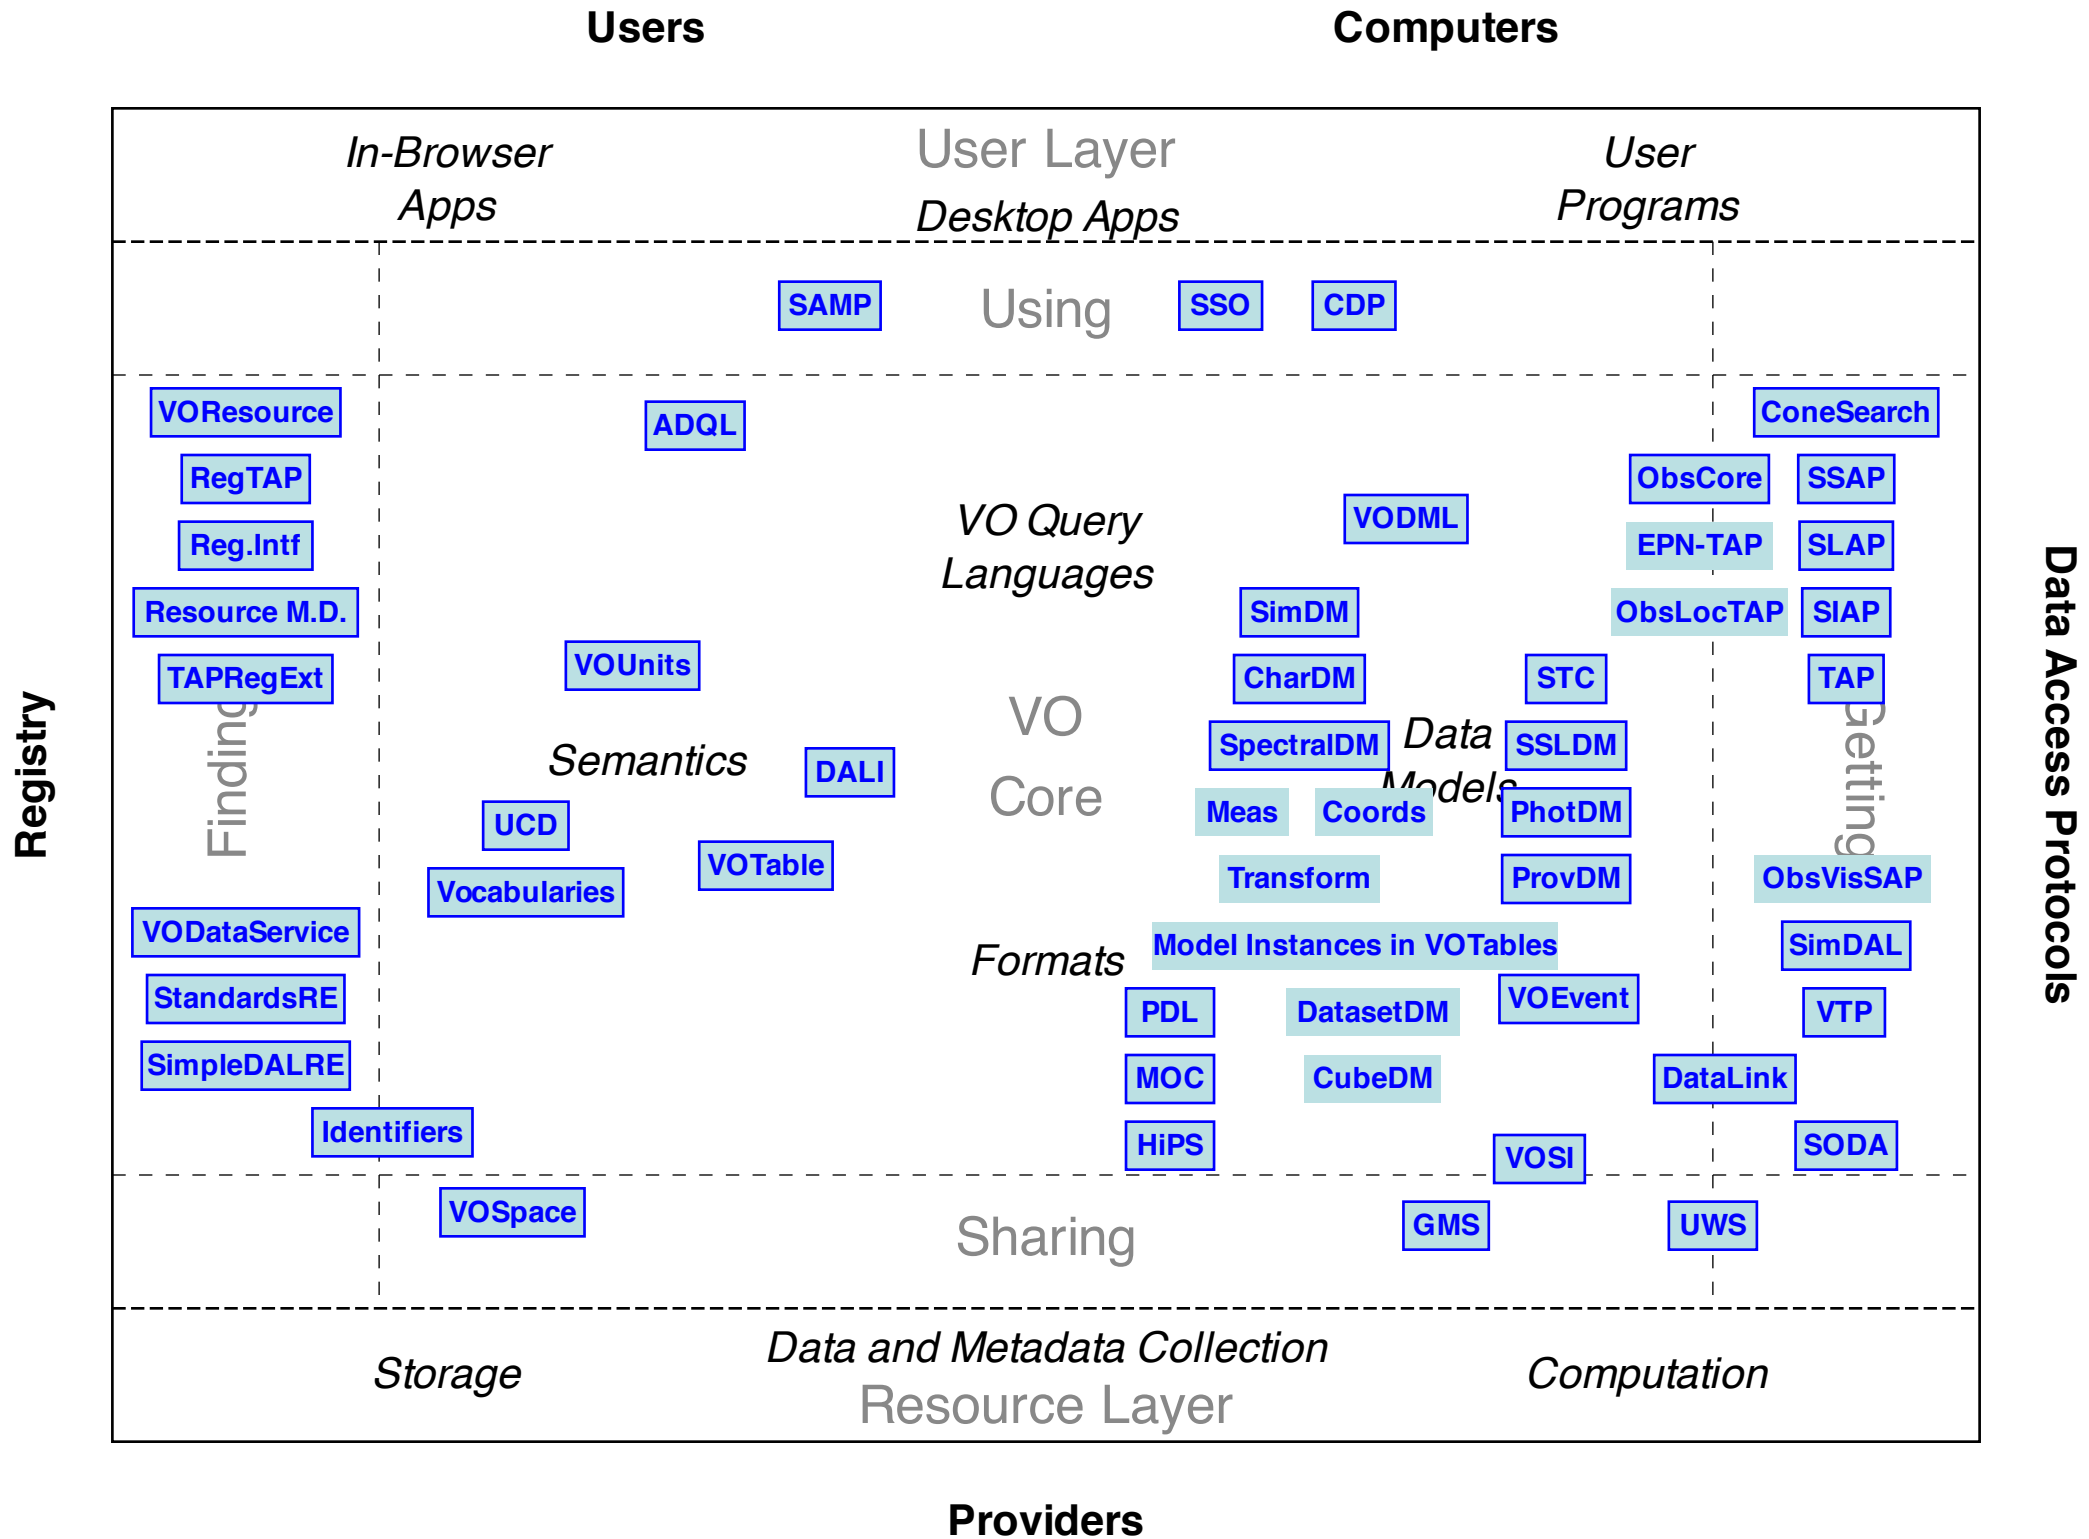 Users
Computers
In-Browser
Apps
User Layer
Desktop Apps
User
Programs
SAMP
Using
SSO
CDP
Registry
Finding
VOResource
RegTAP
Reg.Intf
Resource M.D.
TAPRegExt
VODataService
StandardsRE
SimpleDALRE
Identifiers
ADQL
VOUnits
Semantics
DALI
UCD
VOTable
Vocabularies
VO Query
Languages
VO
Core
Formats
VODML
SimDM
CharDM
SpectralDM
Data
Models
STC
SSLDM
Meas
Coords
PhotDM
Transform
ProvDM
Model Instances in VOTables
PDL
DatasetDM
VOEvent
MOC
CubeDM
HiPS
VOSI
ObsCore
EPN-TAP
ObsLocTAP
DataLink
ConeSearch
SSAP
SLAP
SIAP
TAP
Getting
ObsVisSAP
SimDAL
VTP
SODA
Data Access Protocols
VOSpace
Sharing
GMS
UWS
Storage
Data and Metadata Collection
Resource Layer
Computation
Providers